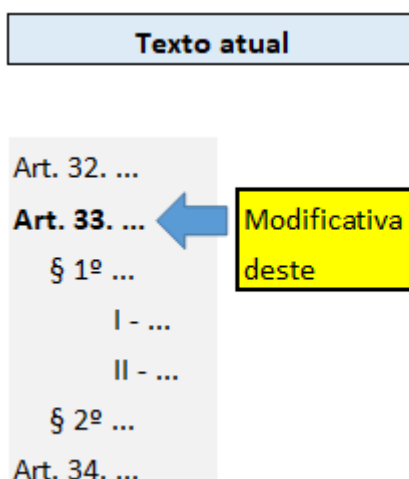 Texto atual
Art. 32. ...
Art. 33. ...
Modificativa
deste
§ 1º ...
I - ...
II - ...
§ 2º ...
Art. 34. ...